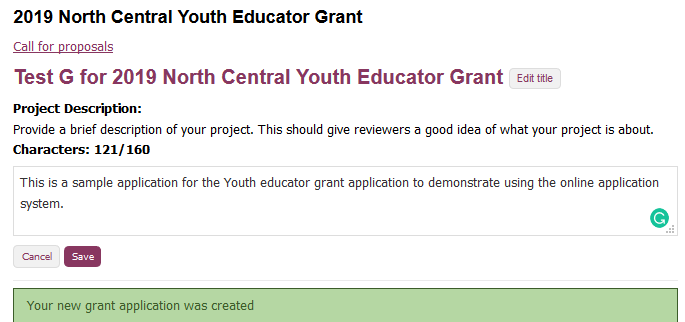 2019 North Central Youth Educator Grant
Call for proposals
Test G for 2019 North Central Youth Educator Grant Edit title
Project Description:
Provide a brief description of your project. This should give reviewers a good idea of what your project is about.
Characters: 121/160
This is a sample application for the Youth educator grant application to demonstrate using the online application
system.
Cancel Save
Your new grant application was created